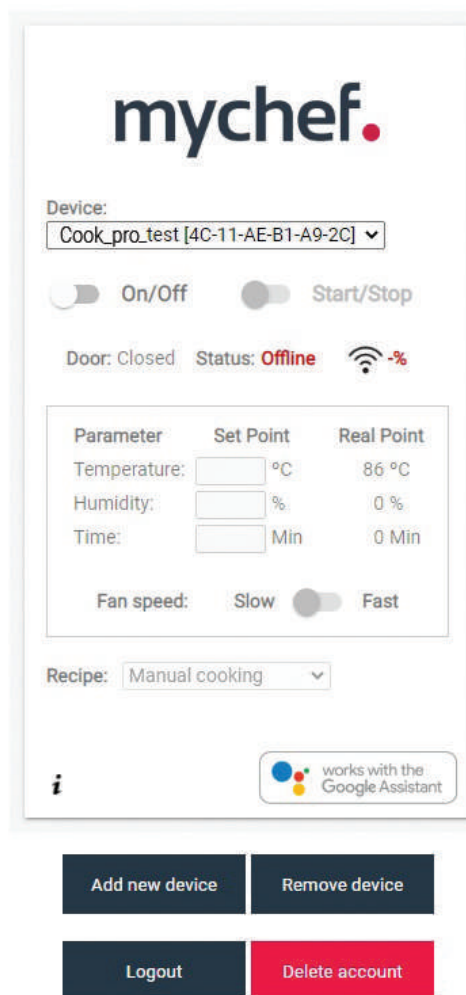 mychef.
Device:
Cook_pro_test [4C-11-AE-B1-A9-2C]
On/Off Start/Stop
Door: Closed Status: Offline -%
Parameter Set Point Real Point
Temperature: ºC 86 ºC
Humidity: % 0 %
Time: Min 0 Min
Fan speed: Slow Fast
Recipe: Manual cooking
i works with the
Google Assistant
Add new device Remove device
Logout Delete account